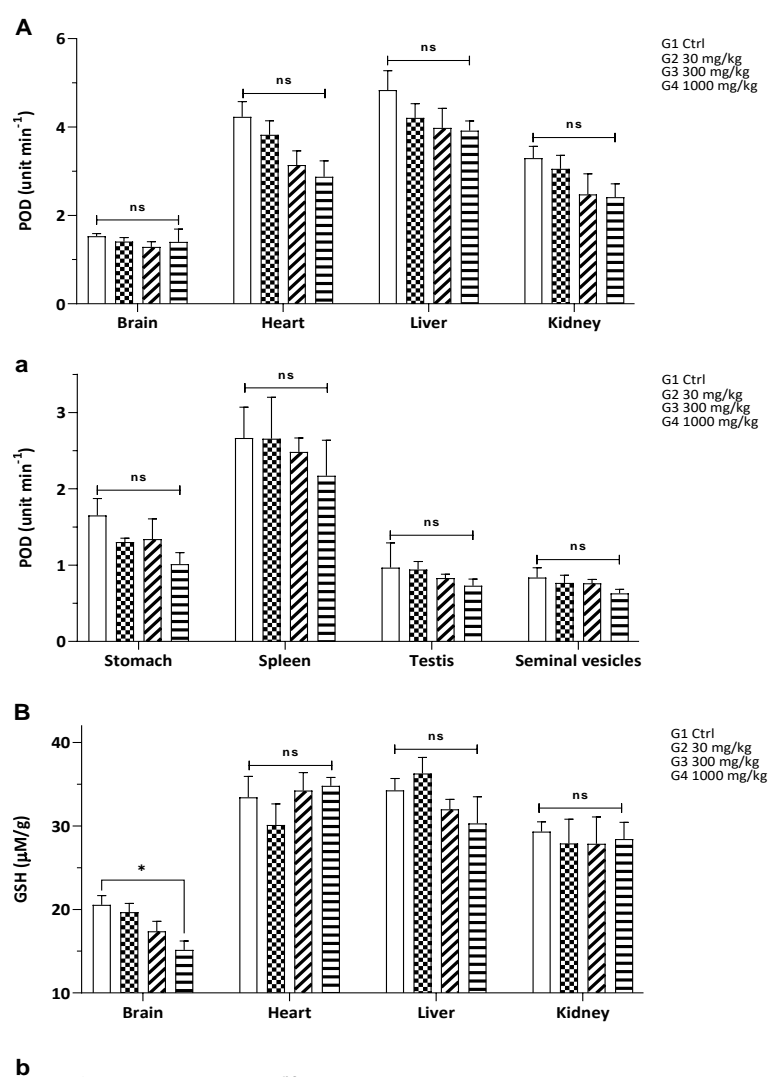 A
6
4
2
0
POD (unit min⁻¹)
ns
ns
ns
ns
Brain Heart Liver Kidney
G1 Ctrl
G2 30 mg/kg
G3 300 mg/kg
G4 1000 mg/kg
a
3
2
1
0
POD (unit min⁻¹)
ns
ns
ns
ns
Stomach Spleen Testis Seminal vesicles
G1 Ctrl
G2 30 mg/kg
G3 300 mg/kg
G4 1000 mg/kg
B
40
30
20
10
GSH (µM/g)
*
ns
ns
ns
Brain Heart Liver Kidney
G1 Ctrl
G2 30 mg/kg
G3 300 mg/kg
G4 1000 mg/kg
b